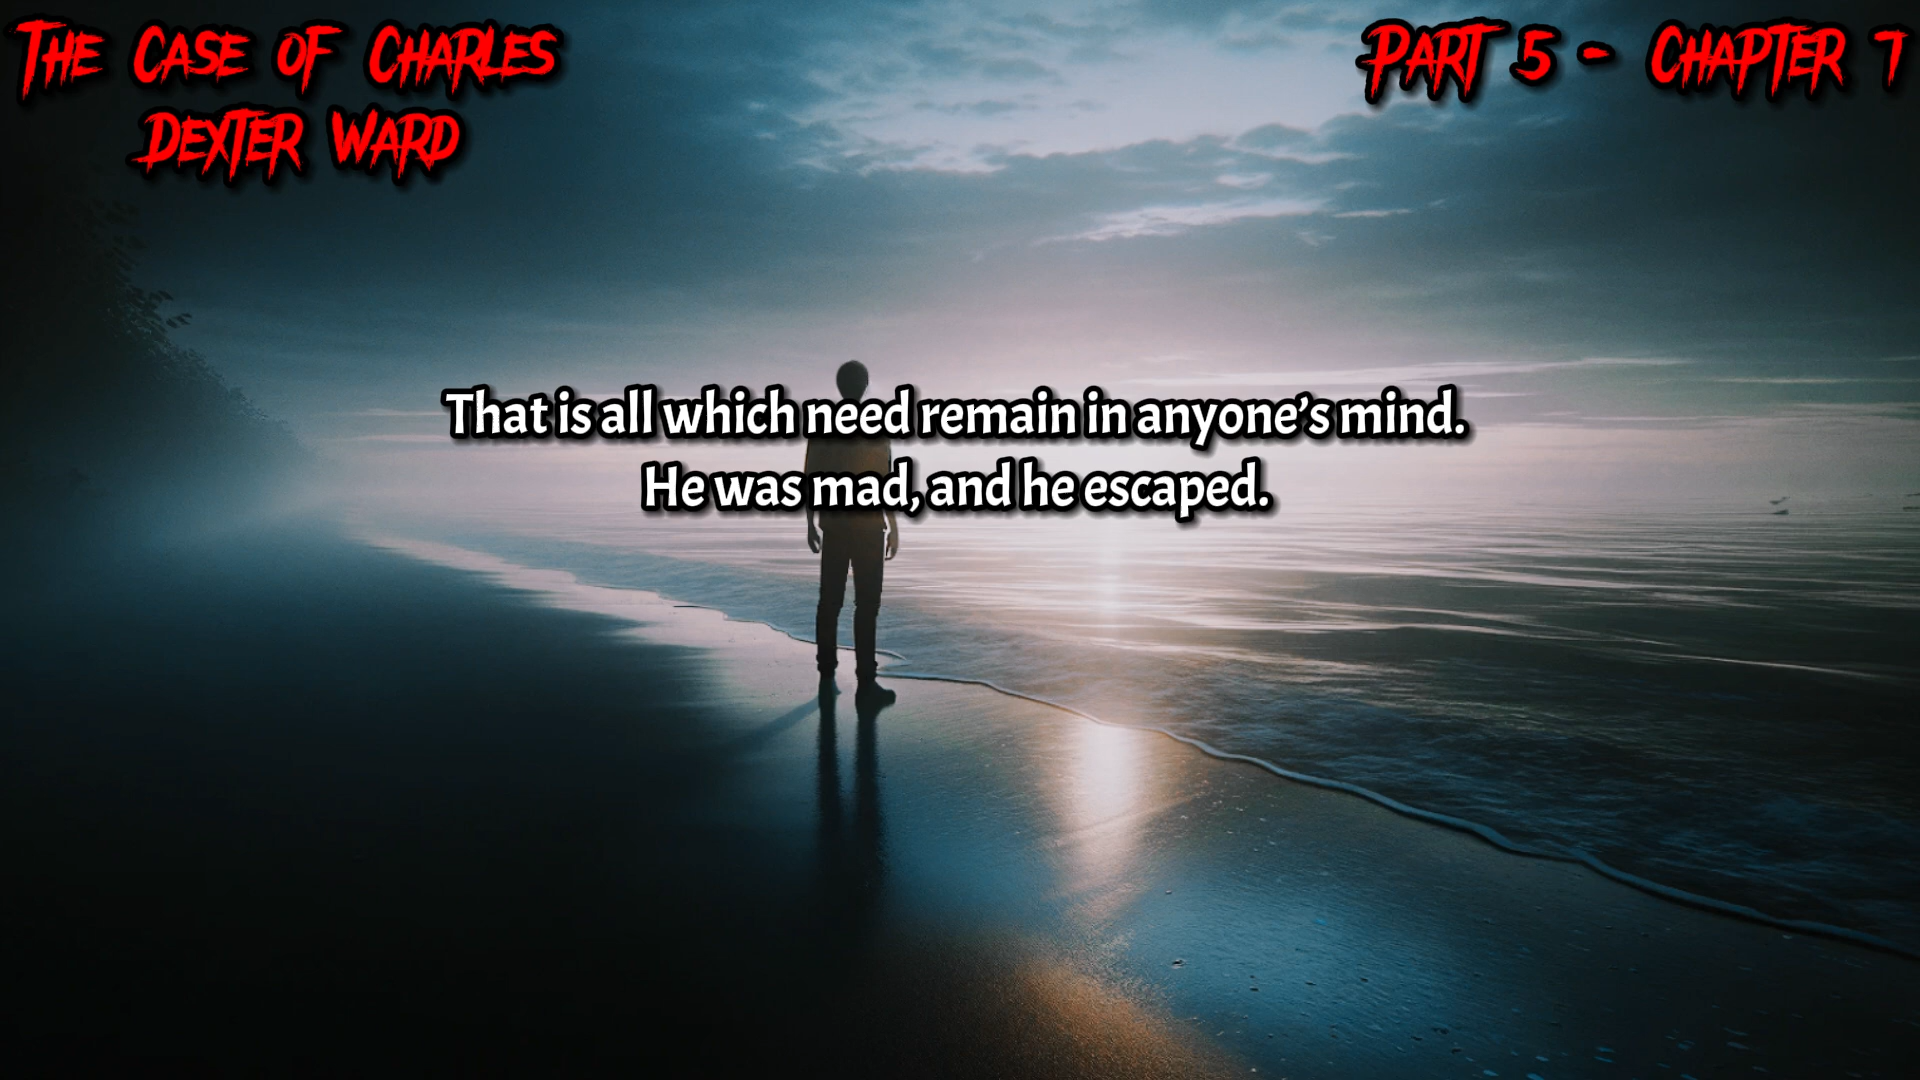 The Case of Charles
Dexter Ward
Part 5 - Chapter 7
That is all which need remain in anyone’s mind.
He was mad, and he escaped.